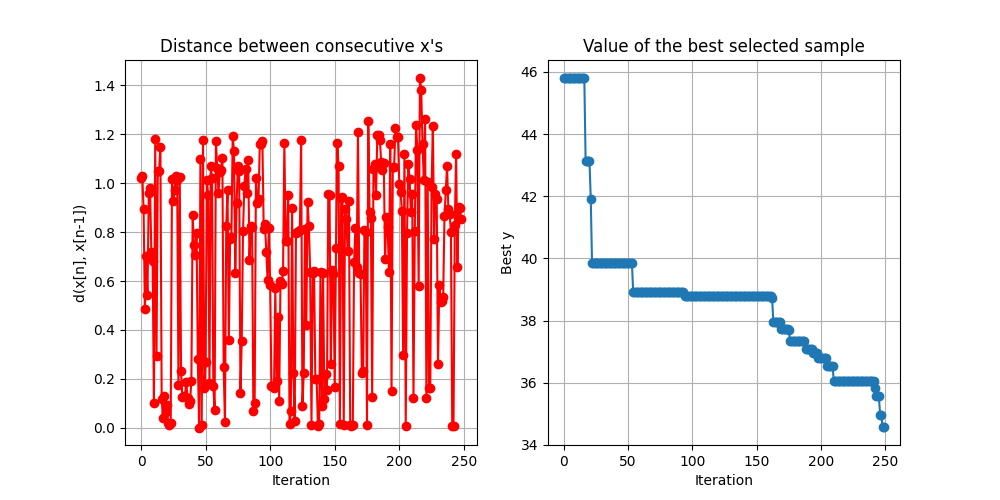 Distance between consecutive x's
d(x[n], x[n-1])
1.4
1.2
1.0
0.8
0.6
0.4
0.2
0.0
0 50 100 150 200 250
Iteration
Value of the best selected sample
Best y
46
44
42
40
38
36
34
0 50 100 150 200 250
Iteration